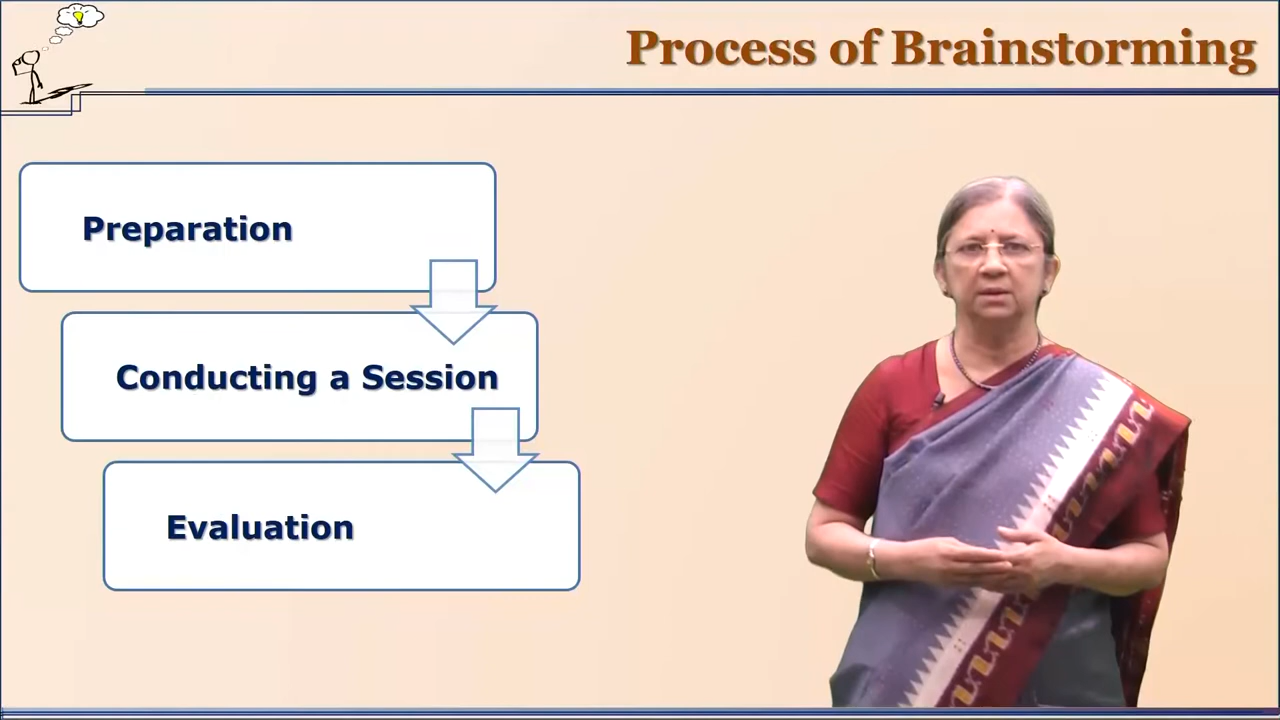 Process of Brainstorming
Preparation
Conducting a Session
Evaluation